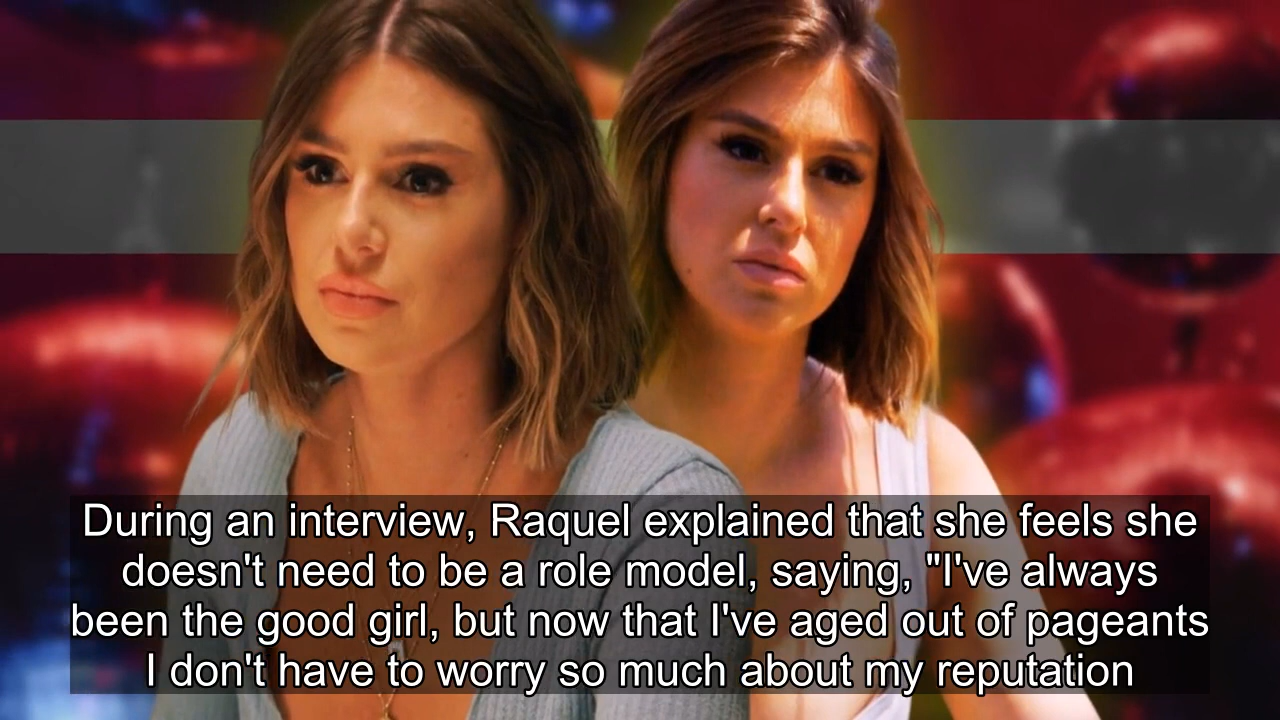 During an interview, Raquel explained that she feels she
doesn't need to be a role model, saying, "I've always
been the good girl, but now that I've aged out of pageants
I don't have to worry so much about my reputation